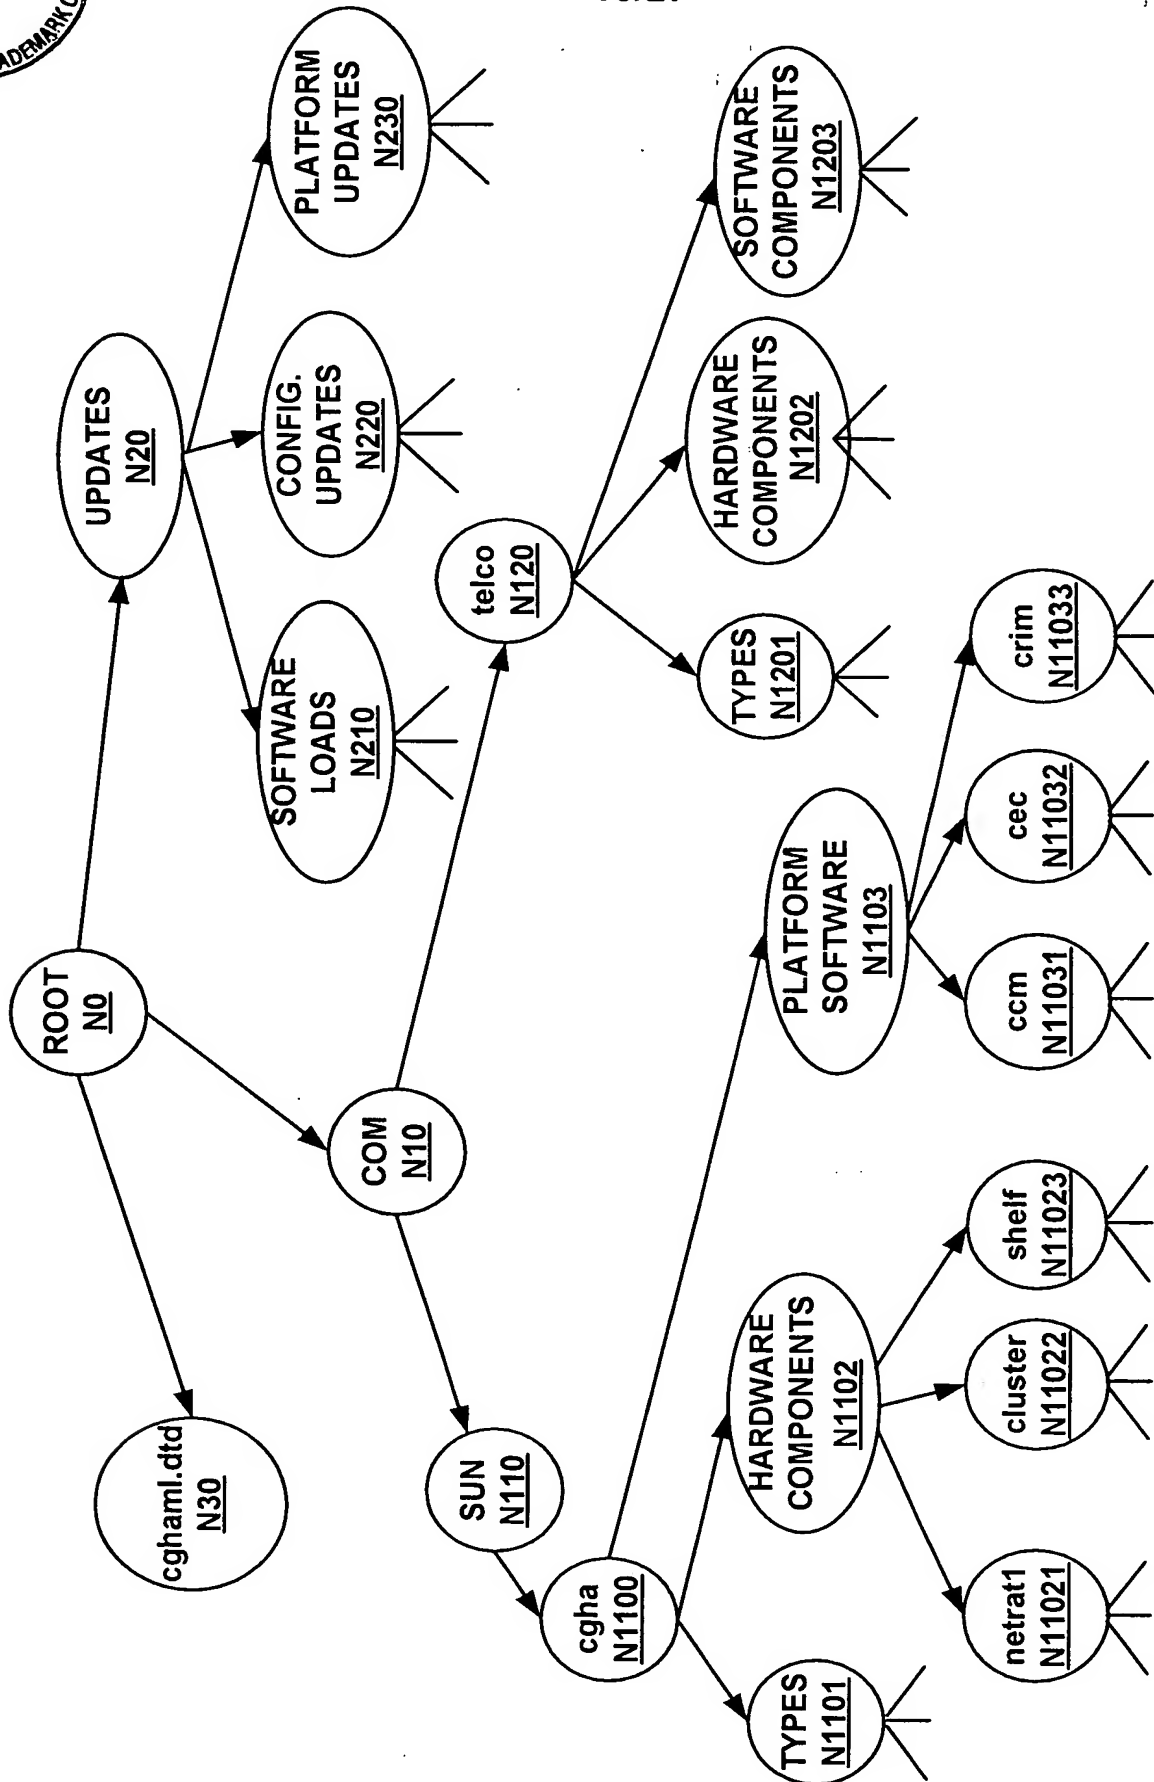 ADEMARK
ROOT
N0
UPDATES
N20
cghaml.dtd
N30
COM
N10
SOFTWARE
LOADS
N210
CONFIG.
UPDATES
N220
PLATFORM
UPDATES
N230
SUN
N110
telco
N120
cgha
N1100
TYPES
N1201
HARDWARE
COMPONENTS
N1202
SOFTWARE
COMPONENTS
N1203
TYPES
N1101
HARDWARE
COMPONENTS
N1102
PLATFORM
SOFTWARE
N1103
netrat1
N11021
cluster
N11022
shelf
N11023
ccm
N11031
cec
N11032
crim
N11033